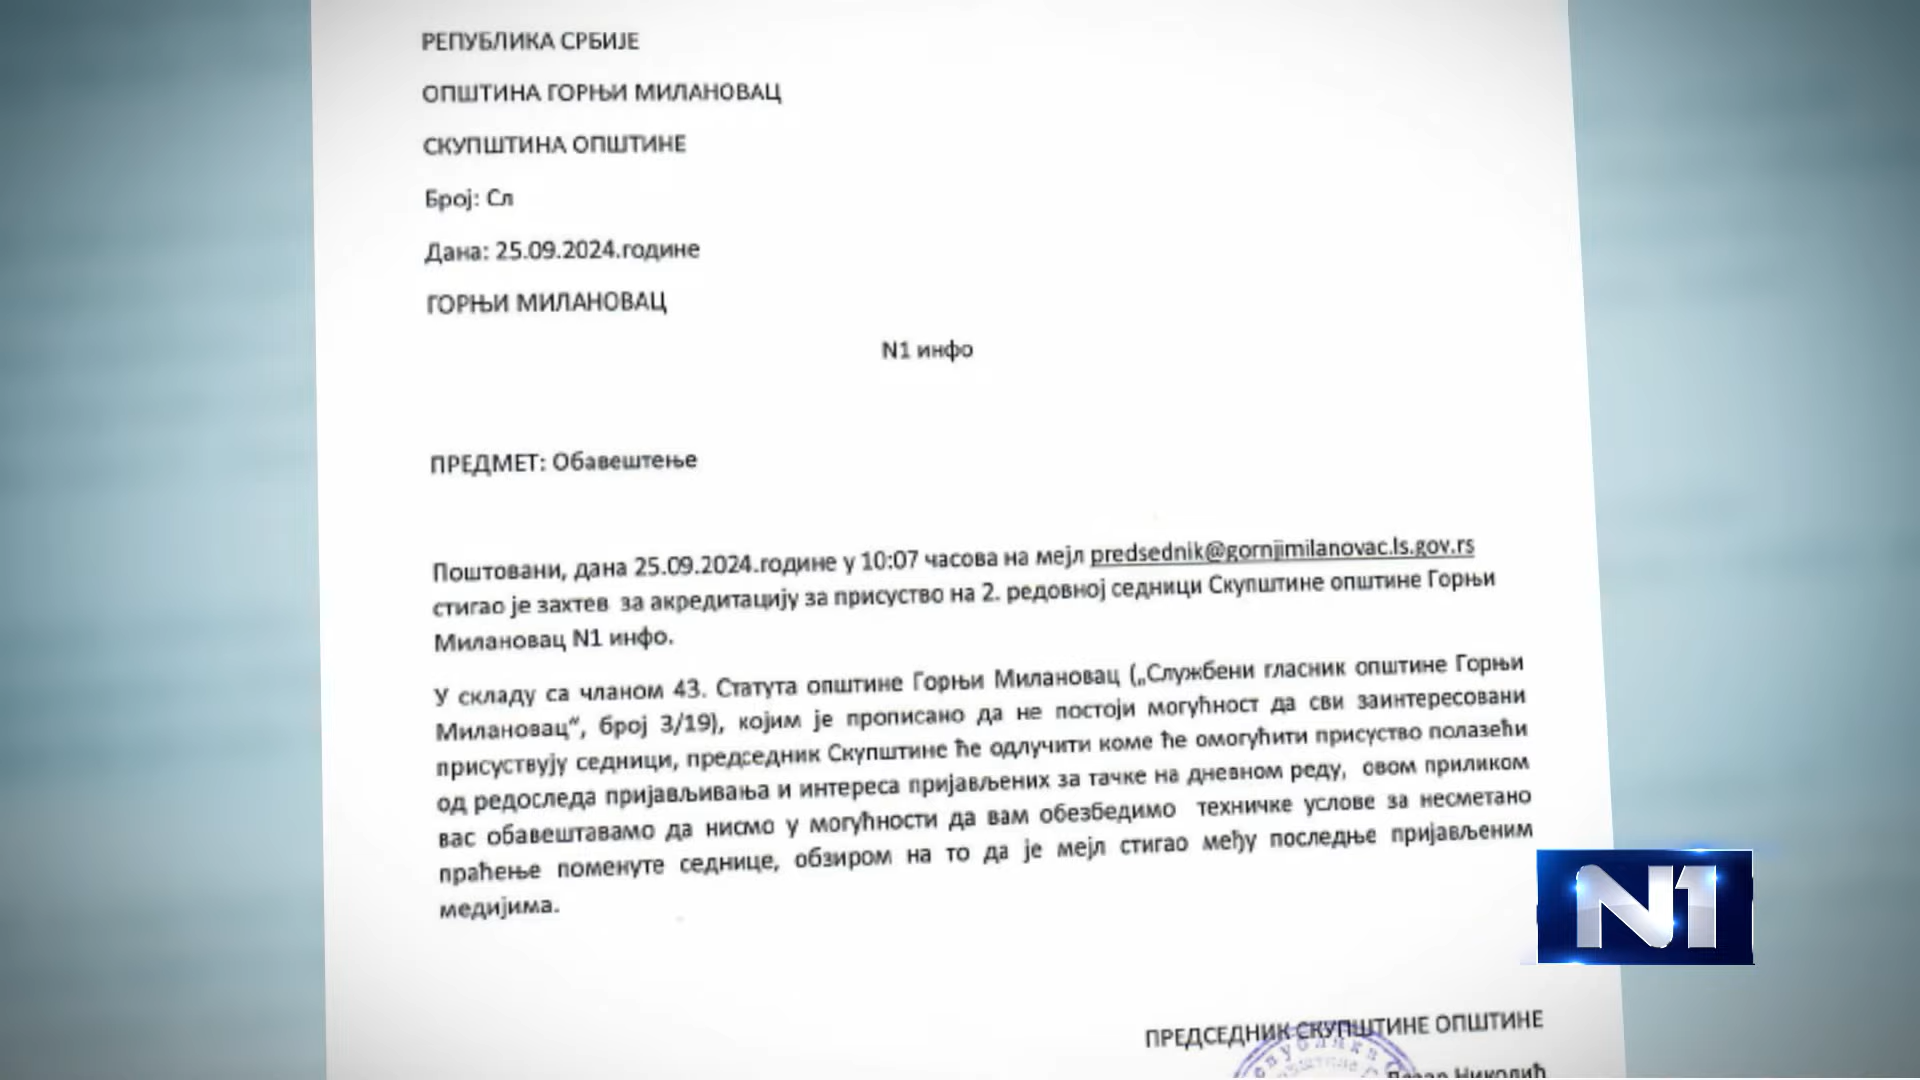 РЕПУБЛИКА СРБИЈЕ
ОПШТИНА ГОРЊИ МИЛАНОВАЦ
СКУПШТИНА ОПШТИНЕ
Број: Сл
Дана: 25.09.2024.године
ГОРЊИ МИЛАНОВАЦ
N1 инфо
ПРЕДМЕТ: Обавештење
Поштовани, дана 25.09.2024.године у 10:07 часова на мејл predsednik@gornjimilanovac.ls.gov.rs
стигао је захтев за акредитацију за присуство на 2. редовној седници Скупштине општине Горњи
Милановац N1 инфо.
У складу са чланом 43. Статута општине Горњи Милановац („Службени гласник општине Горњи
Милановац“, број 3/19), којим је прописано да не постоји могућност да сви заинтересовани
присуствују седници, председник Скупштине ће одлучити коме ће омогућити присуство полазећи
од редоследа пријављивања и интереса пријављених за тачке на дневном реду, овом приликом
вас обавештавамо да нисмо у могућности да вам обезбедимо техничке услове за несметано
праћење поменуте седнице, обзиром на то да је мејл стигао међу последње пријављеним
медијима.
N1
ПРЕДСЕДНИК СКУПШТИНЕ ОПШТИНЕ
Николић